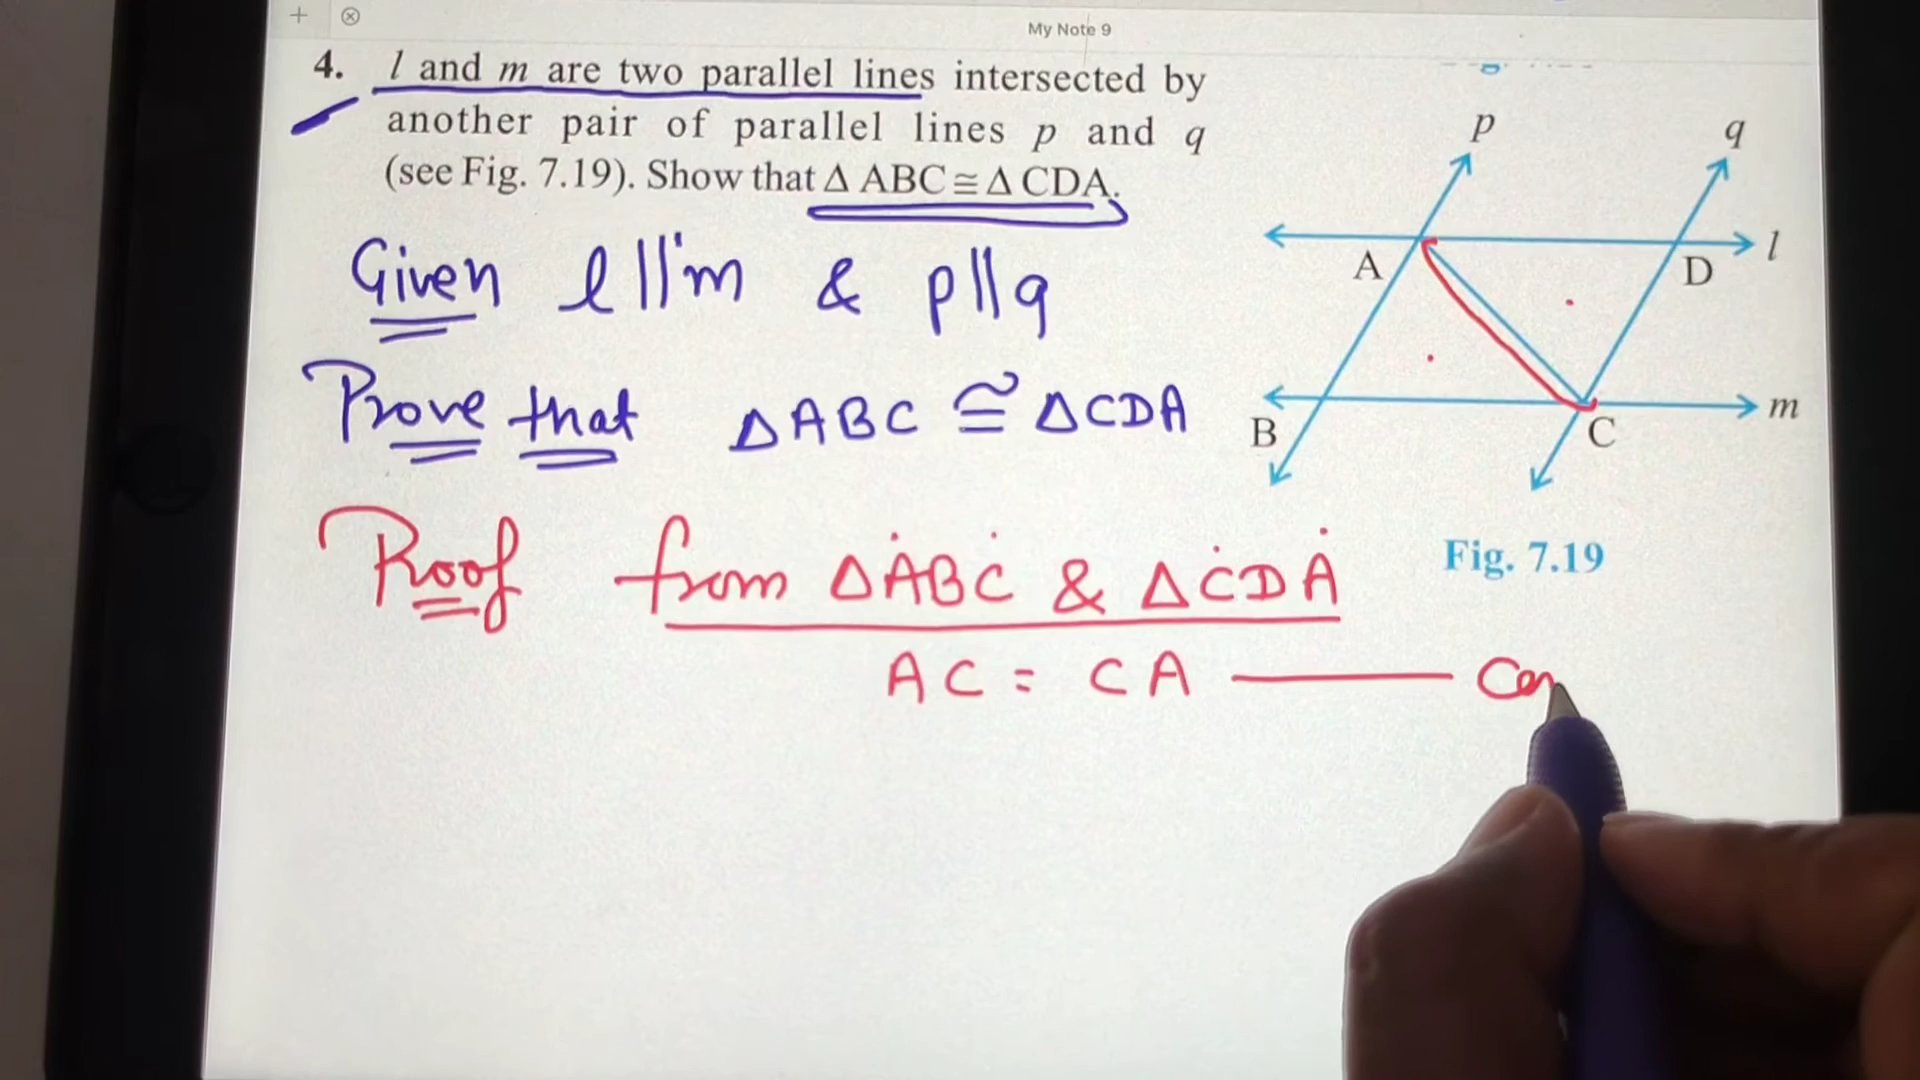 My Note 9
4. l and m are two parallel lines intersected by
another pair of parallel lines p and q
(see Fig. 7.19). Show that Δ ABC ≅ Δ CDA.
p
q
A
D
l
B
C
m
Fig. 7.19
Given l || m & p || q
Prove that ΔABC ≅ ΔCDA
Proof from ΔABC & ΔCDA
AC = CA —— Com